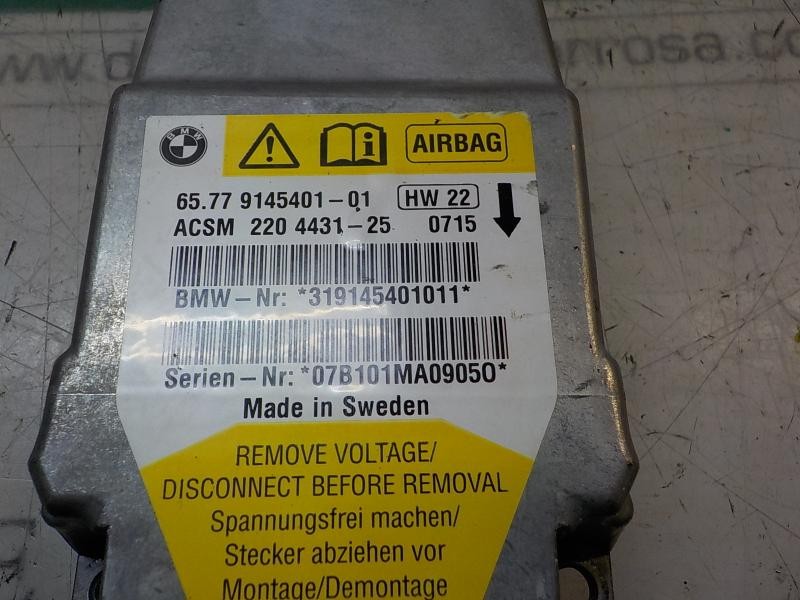 BMW
AIRBAG
65.77 9145401-01 HW 22
ACSM 220 4431-25 0715
BMW-Nr: *319145401011*
Serien-Nr: *07B101MA0905O*
Made in Sweden
REMOVE VOLTAGE/
DISCONNECT BEFORE REMOVAL
Spannungsfrei machen/
Stecker abziehen vor
Montage/Demontage